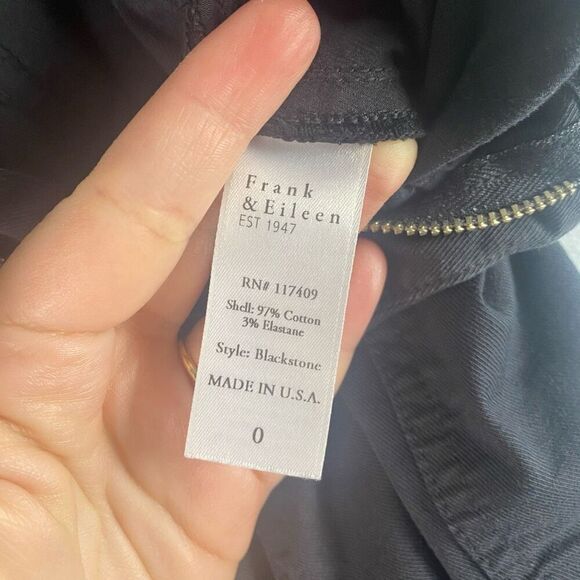 Frank
& Eileen
EST 1947
RN# 117409
Shell: 97% Cotton
3% Elastane
Style: Blackstone
MADE IN U.S.A.
0